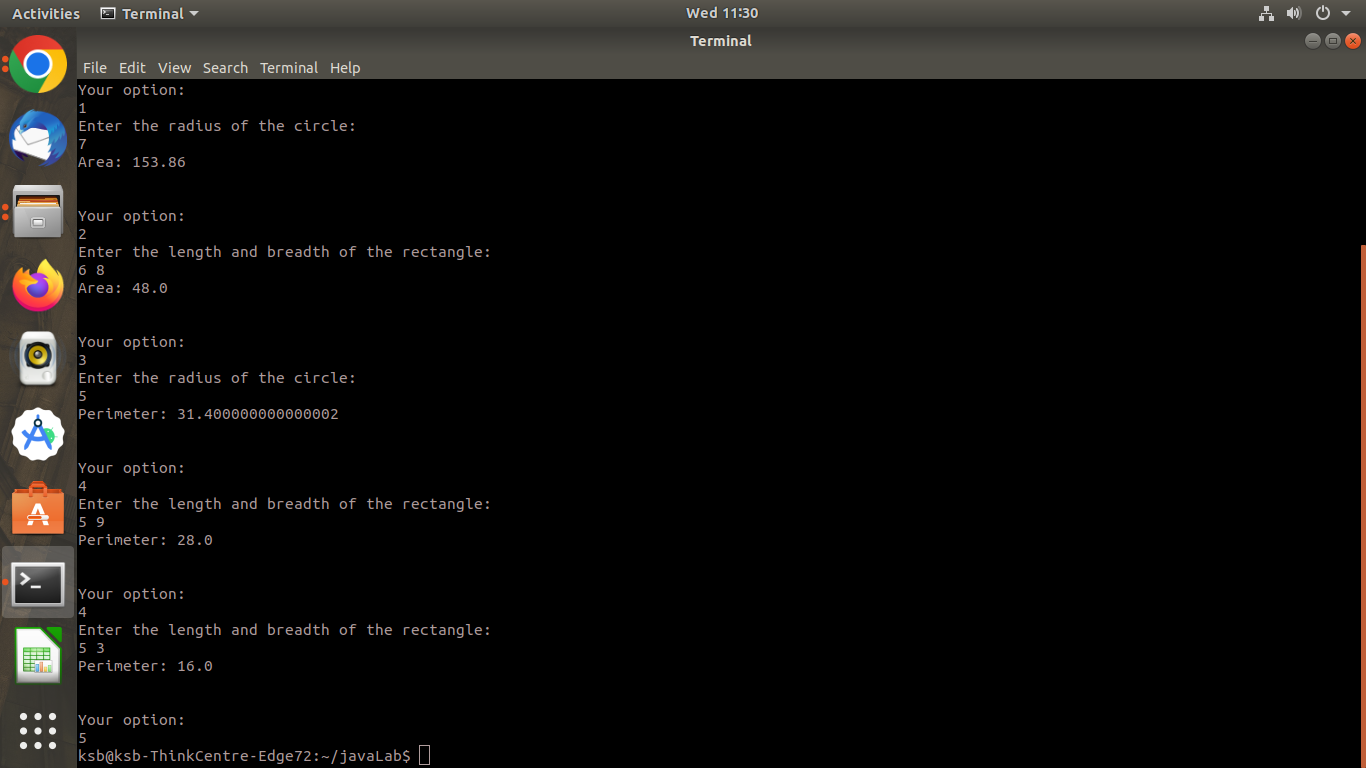 Activities Terminal Wed 11:30
Terminal
File Edit View Search Terminal Help
Your option:
1
Enter the radius of the circle:
7
Area: 153.86
Your option:
2
Enter the length and breadth of the rectangle:
6 8
Area: 48.0
Your option:
3
Enter the radius of the circle:
5
Perimeter: 31.400000000000002
Your option:
4
Enter the length and breadth of the rectangle:
5 9
Perimeter: 28.0
Your option:
4
Enter the length and breadth of the rectangle:
5 3
Perimeter: 16.0
Your option:
5
ksb@ksb-ThinkCentre-Edge72:~/javaLab$